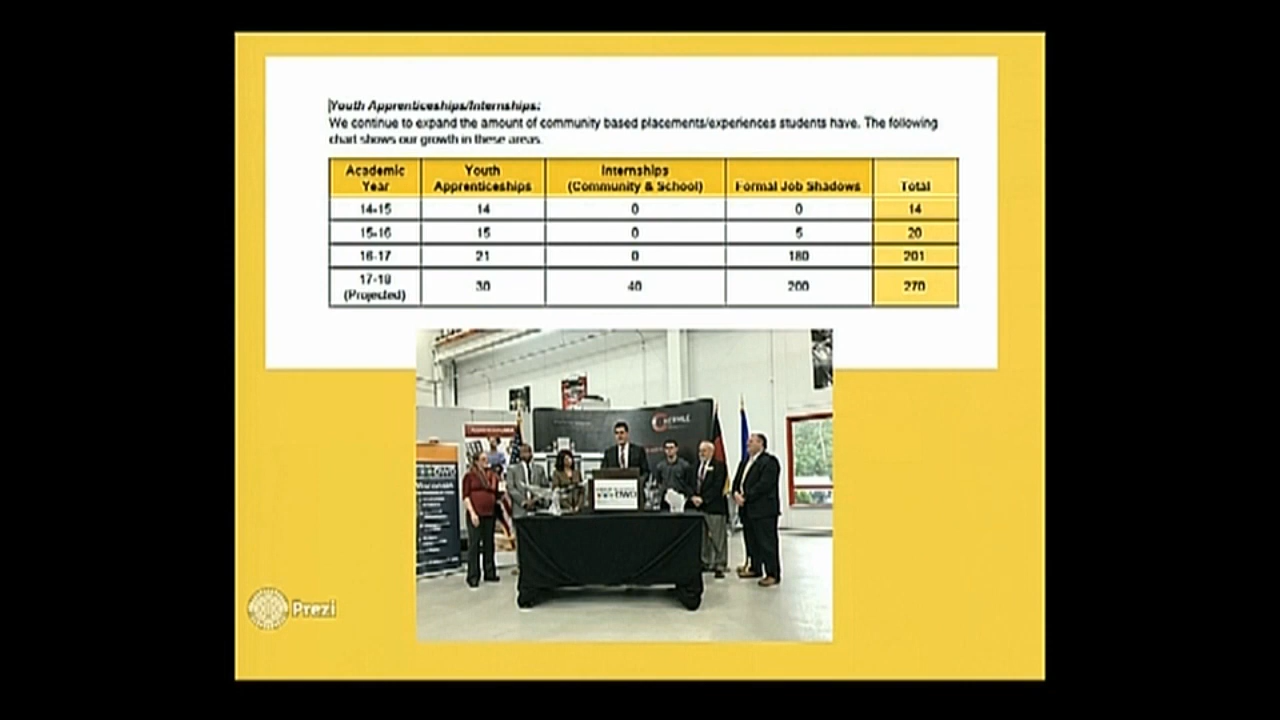 Youth Apprenticeships/Internships:
We continue to expand the amount of community based placements/experiences students have. The following
chart shows our growth in these areas.
Academic Year Youth Apprenticeships Internships (Community & School) Formal Job Shadows Total
14-15 14 0 0 14
15-16 15 0 5 20
16-17 21 0 180 201
17-18 (Projected) 30 40 200 270
DWD
Prezi